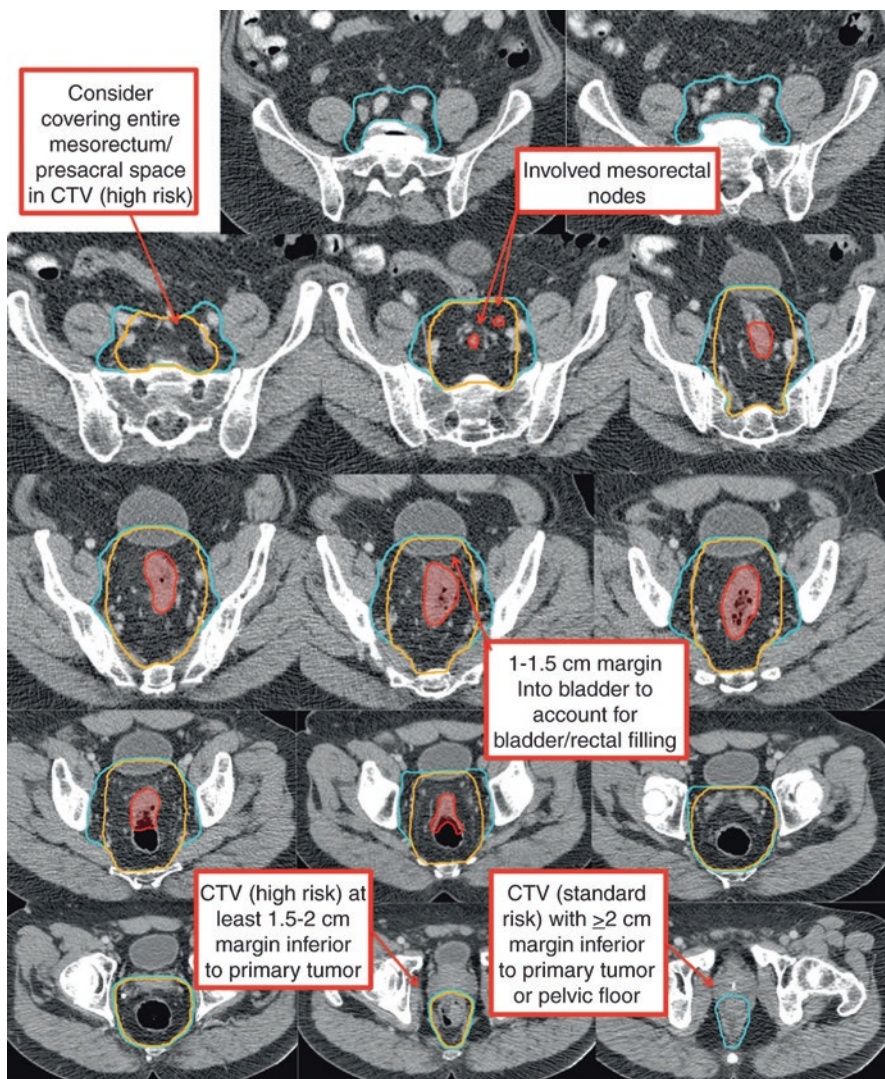 Consider
covering entire
mesorectum/
presacral space
in CTV (high risk)
Involved mesorectal
nodes
1-1.5 cm margin
Into bladder to
account for
bladder/rectal filling
CTV (high risk) at
least 1.5-2 cm
margin inferior
to primary tumor
CTV (standard
risk) with ≥2 cm
margin inferior
to primary tumor
or pelvic floor